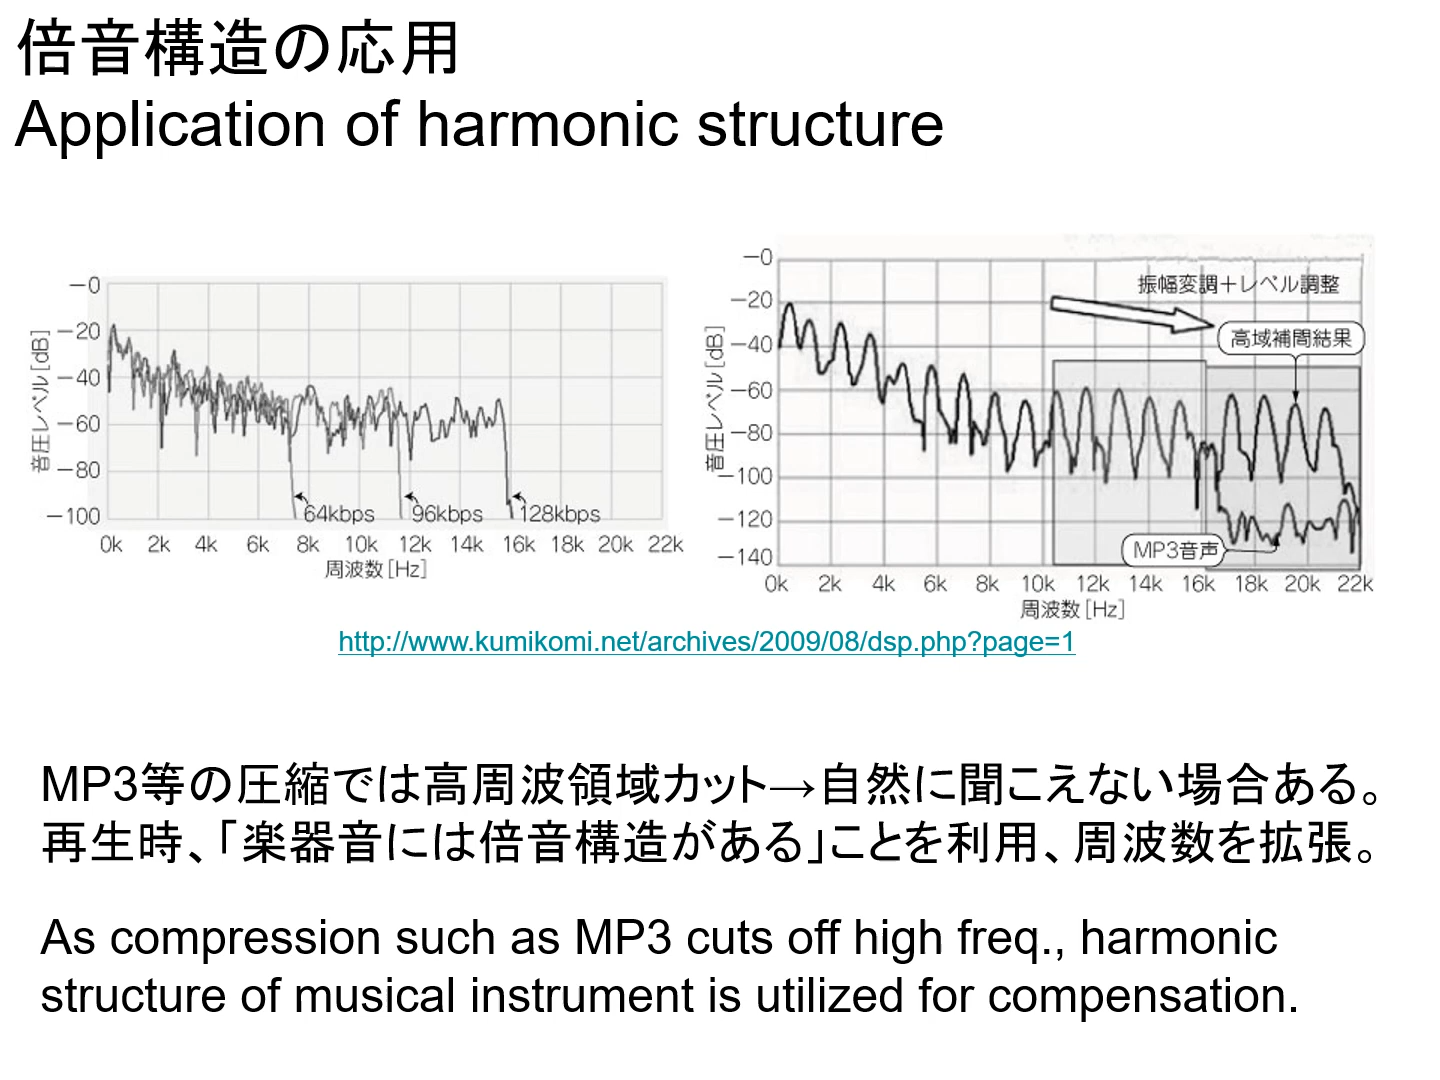 倍音構造の応用
Application of harmonic structure
−0
−20
−40
−60
−80
−100
音圧レベル[dB]
64kbps
96kbps
128kbps
0k 2k 4k 6k 8k 10k 12k 14k 16k 18k 20k 22k
周波数[Hz]
−0
−20
−40
−60
−80
−100
−120
−140
音圧レベル[dB]
振幅変調＋レベル調整
高域補間結果
MP3音声
0k 2k 4k 6k 8k 10k 12k 14k 16k 18k 20k 22k
周波数[Hz]
http://www.kumikomi.net/archives/2009/08/dsp.php?page=1
MP3等の圧縮では高周波領域カット→自然に聞こえない場合ある。
再生時、「楽器音には倍音構造がある」ことを利用、周波数を拡張。
As compression such as MP3 cuts off high freq., harmonic
structure of musical instrument is utilized for compensation.